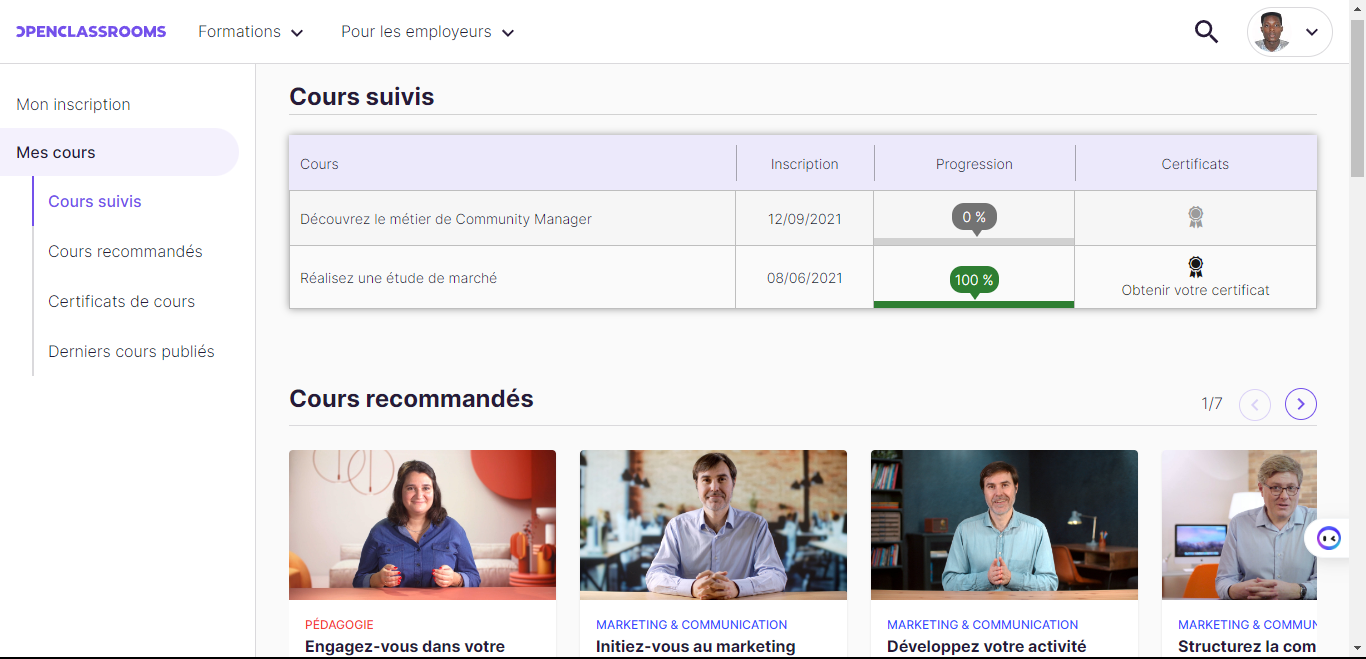 OPENCLASSROOMS Formations Pour les employeurs
Mon inscription
Mes cours
Cours suivis
Cours recommandés
Certificats de cours
Derniers cours publiés
Cours suivis
Cours Inscription Progression Certificats
Découvrez le métier de Community Manager 12/09/2021 0 %
Réalisez une étude de marché 08/06/2021 100 % Obtenir votre certificat
Cours recommandés 1/7
PÉDAGOGIE
Engagez-vous dans votre
MARKETING & COMMUNICATION
Initiez-vous au marketing
MARKETING & COMMUNICATION
Développez votre activité
MARKETING & COMMUN
Structurez la com